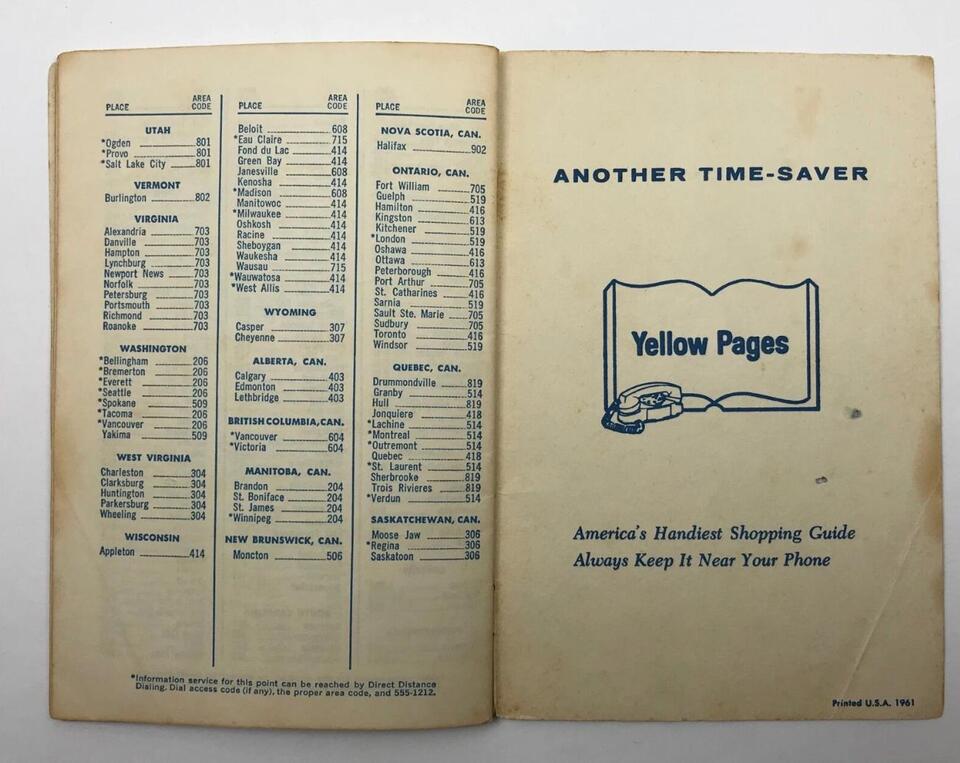 PLACE AREA CODE
UTAH
*Ogden 801
*Provo 801
*Salt Lake City 801
VERMONT
Burlington 802
VIRGINIA
Alexandria 703
Danville 703
Hampton 703
Lynchburg 703
Newport News 703
Norfolk 703
Petersburg 703
Portsmouth 703
Richmond 703
Roanoke 703
WASHINGTON
*Bellingham 206
*Bremerton 206
*Everett 206
*Seattle 206
*Spokane 509
*Tacoma 206
*Vancouver 206
Yakima 509
WEST VIRGINIA
Charleston 304
Clarksburg 304
Huntington 304
Parkersburg 304
Wheeling 304
WISCONSIN
Appleton 414
PLACE AREA CODE
Beloit 608
*Eau Claire 715
Fond du Lac 414
Green Bay 414
Janesville 608
Kenosha 414
*Madison 608
Manitowoc 414
*Milwaukee 414
Oshkosh 414
Racine 414
Sheboygan 414
Waukesha 414
Wausau 715
*Wauwatosa 414
*West Allis 414
WYOMING
Casper 307
Cheyenne 307
ALBERTA, CAN.
Calgary 403
Edmonton 403
Lethbridge 403
BRITISH COLUMBIA, CAN.
*Vancouver 604
*Victoria 604
MANITOBA, CAN.
Brandon 204
St. Boniface 204
St. James 204
*Winnipeg 204
NEW BRUNSWICK, CAN.
Moncton 506
PLACE AREA CODE
NOVA SCOTIA, CAN.
Halifax 902
ONTARIO, CAN.
Fort William 705
Guelph 519
Hamilton 416
Kingston 613
Kitchener 519
*London 519
Oshawa 416
Ottawa 613
Peterborough 416
Port Arthur 705
St. Catharines 416
Sarnia 519
Sault Ste. Marie 705
Sudbury 705
Toronto 416
Windsor 519
QUEBEC, CAN.
Drummondville 819
Granby 514
Hull 819
Jonquiere 418
*Lachine 514
*Montreal 514
*Outremont 514
Quebec 418
*St. Laurent 514
Sherbrooke 819
Trois Rivieres 819
*Verdun 514
SASKATCHEWAN, CAN.
Moose Jaw 306
*Regina 306
Saskatoon 306
*Information service for this point can be reached by Direct Distance
Dialing. Dial access code (if any), the proper area code, and 555-1212.
ANOTHER TIME-SAVER
Yellow Pages
America's Handiest Shopping Guide
Always Keep It Near Your Phone
Printed U.S.A. 1961